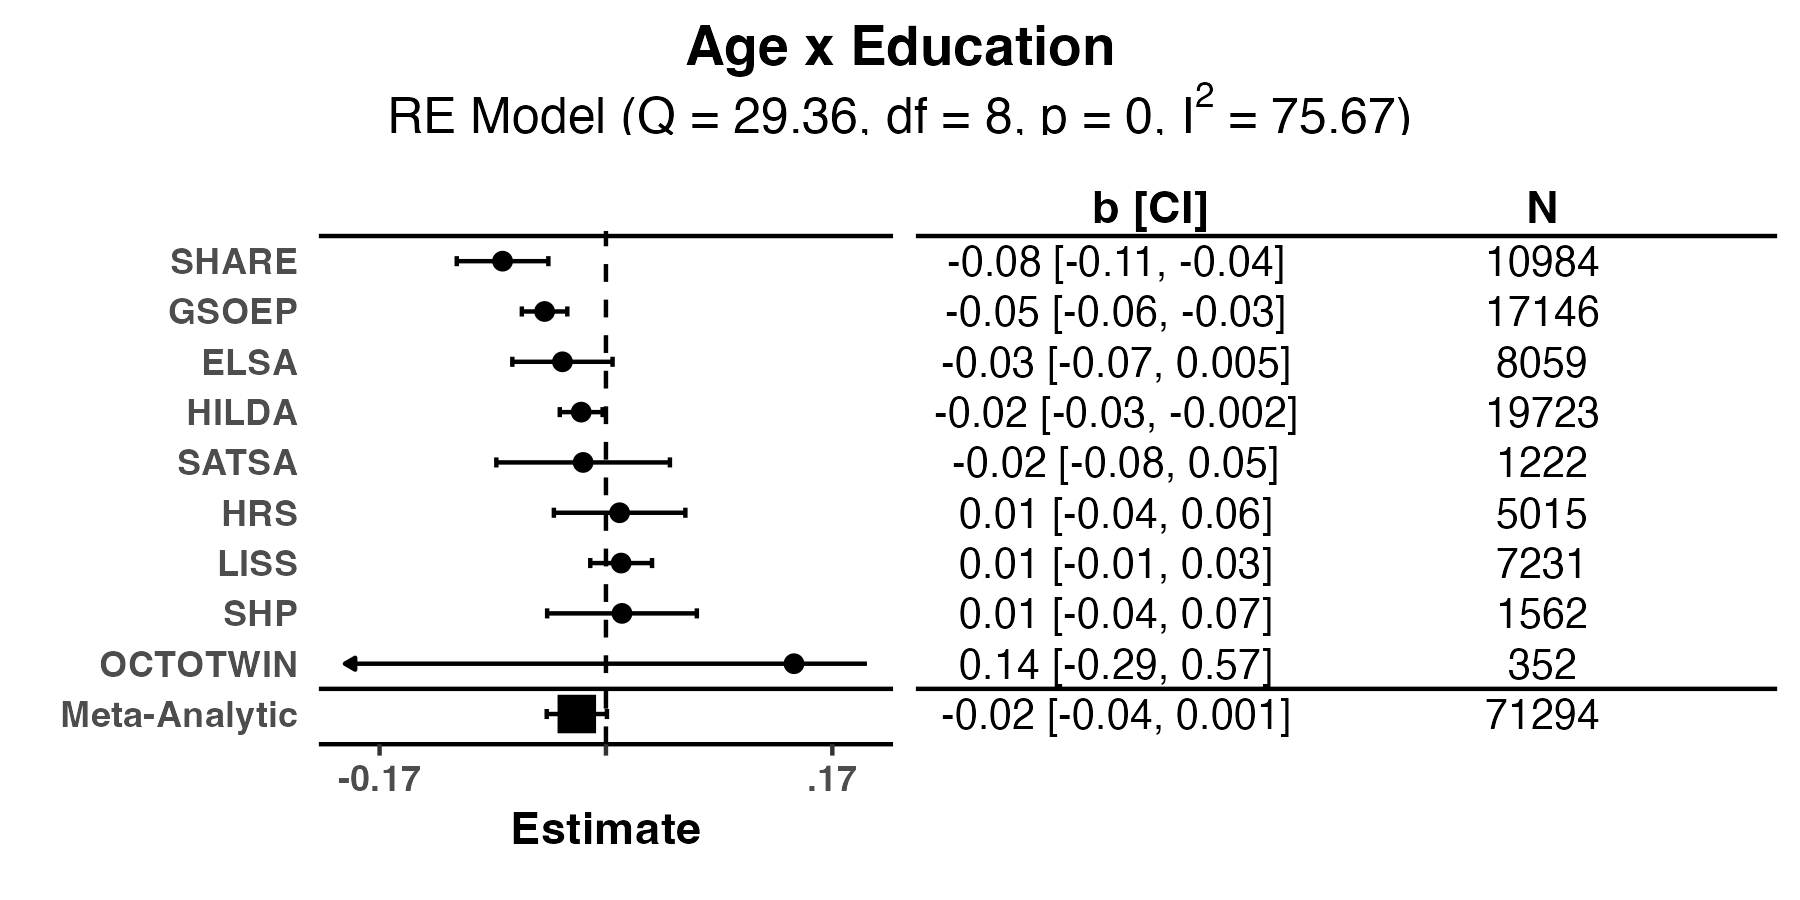 Age x Education
RE Model (Q = 29.36, df = 8, p = 0, I² = 75.67)
b [CI] N
SHARE -0.08 [-0.11, -0.04] 10984
GSOEP -0.05 [-0.06, -0.03] 17146
ELSA -0.03 [-0.07, 0.005] 8059
HILDA -0.02 [-0.03, -0.002] 19723
SATSA -0.02 [-0.08, 0.05] 1222
HRS 0.01 [-0.04, 0.06] 5015
LISS 0.01 [-0.01, 0.03] 7231
SHP 0.01 [-0.04, 0.07] 1562
OCTOTWIN 0.14 [-0.29, 0.57] 352
Meta-Analytic -0.02 [-0.04, 0.001] 71294
-0.17 .17
Estimate